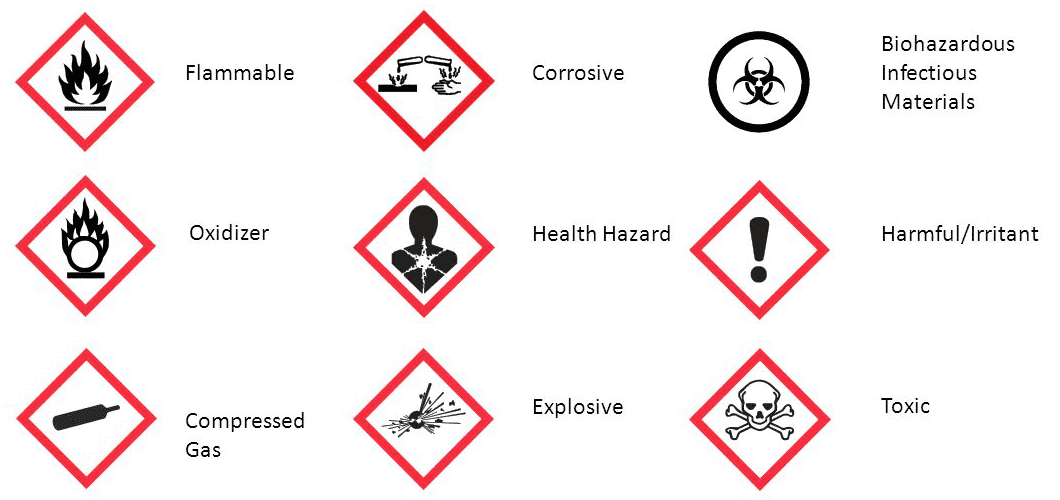 Flammable
Corrosive
Biohazardous
Infectious
Materials
Oxidizer
Health Hazard
Harmful/Irritant
Compressed
Gas
Explosive
Toxic